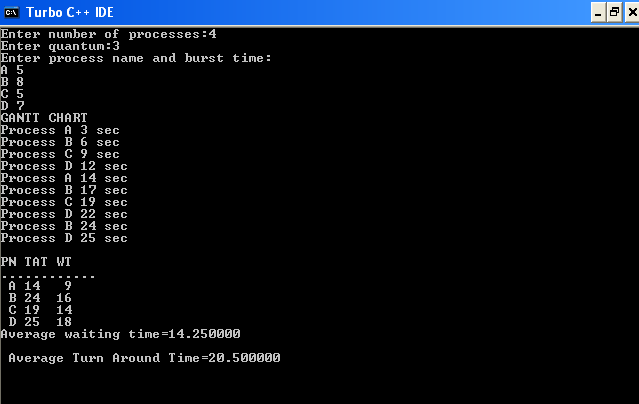 Turbo C++ IDE
Enter number of processes:4
Enter quantum:3
Enter process name and burst time:
A 5
B 8
C 5
D 7
GANTT CHART
Process A 3 sec
Process B 6 sec
Process C 9 sec
Process D 12 sec
Process A 14 sec
Process B 17 sec
Process C 19 sec
Process D 22 sec
Process B 24 sec
Process D 25 sec
PN TAT WT
------------
A 14 9
B 24 16
C 19 14
D 25 18
Average waiting time=14.250000
Average Turn Around Time=20.500000